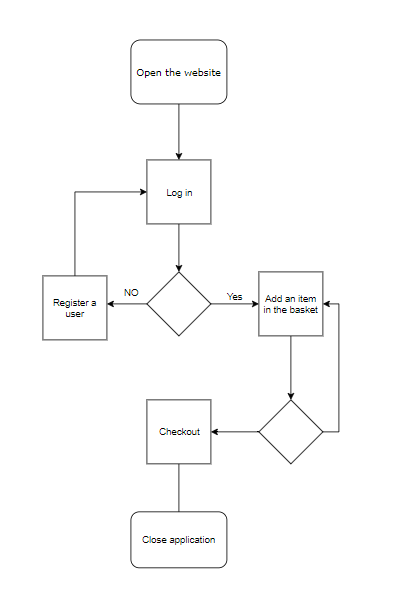 Open the website
Log in
NO
Yes
Register a
user
Add an item
in the basket
Checkout
Close application